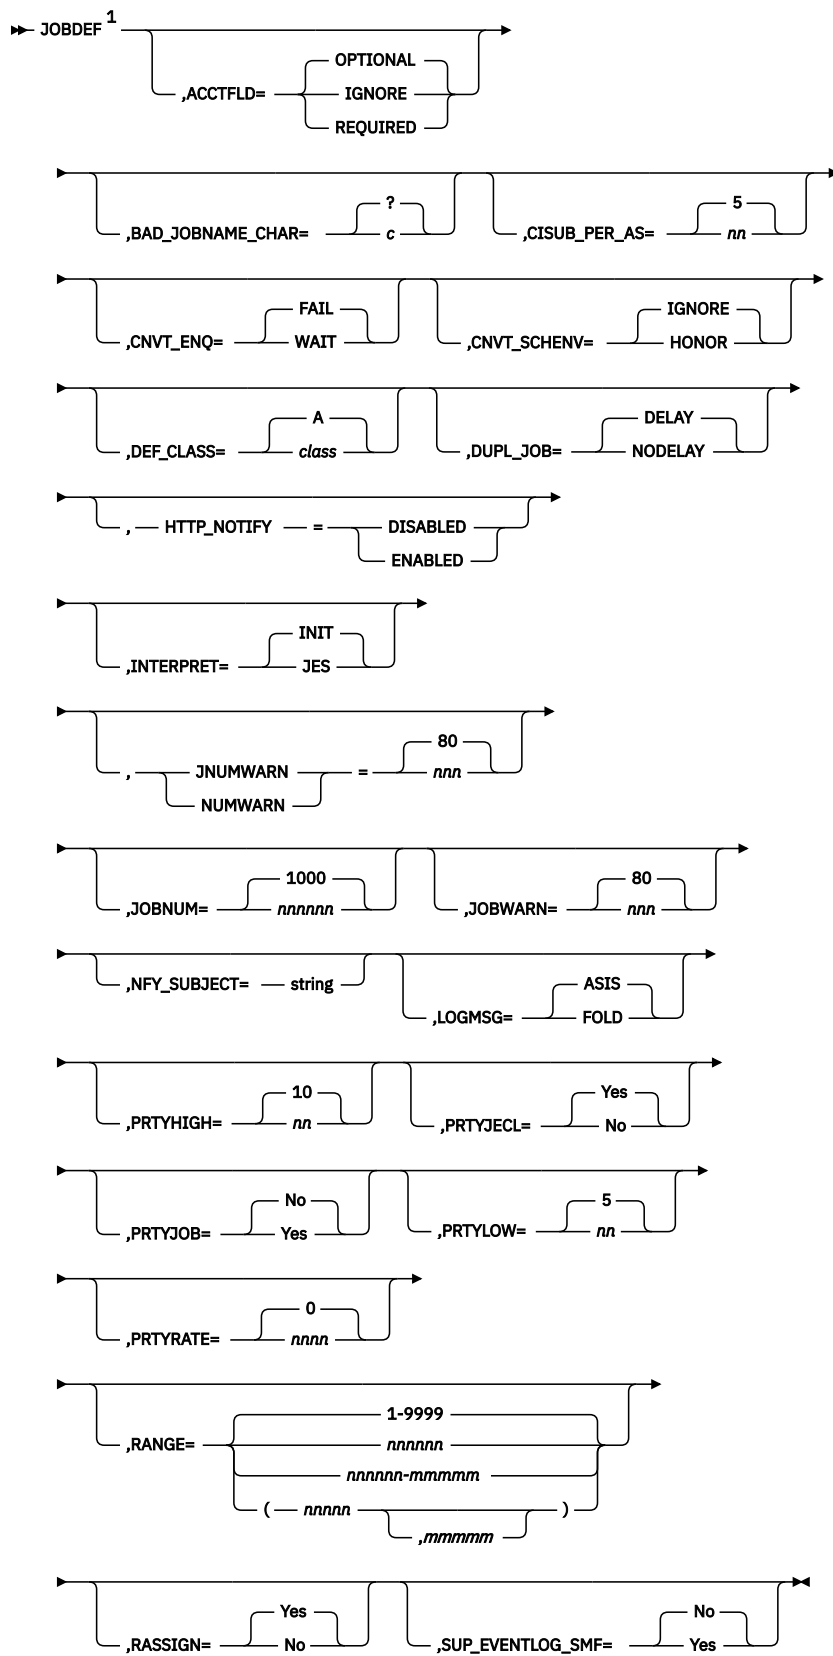 JOBDEF 1
OPTIONAL
,ACCTFLD= IGNORE
REQUIRED
? 5
,BAD_JOBNAME_CHAR= c ,CISUB_PER_AS= nn
FAIL IGNORE
,CNVT_ENQ= WAIT ,CNVT_SCHENV= HONOR
A DELAY
,DEF_CLASS= class ,DUPL_JOB= NODELAY
, HTTP_NOTIFY = DISABLED
ENABLED
INIT
,INTERPRET= JES
80
, JNUMWARN = nnn
NUMWARN
1000 80
,JOBNUM= nnnnnn ,JOBWARN= nnn
,NFY_SUBJECT= string ASIS
,LOGMSG= FOLD
10 Yes
,PRTYHIGH= nn ,PRTYJECL= No
No 5
,PRTYJOB= Yes ,PRTYLOW= nn
0
,PRTYRATE= nnnn
1-9999
,RANGE= nnnnnn
nnnnnn-mmmmm
( nnnnn )
,mmmmm
Yes No
,RASSIGN= No ,SUP_EVENTLOG_SMF= Yes